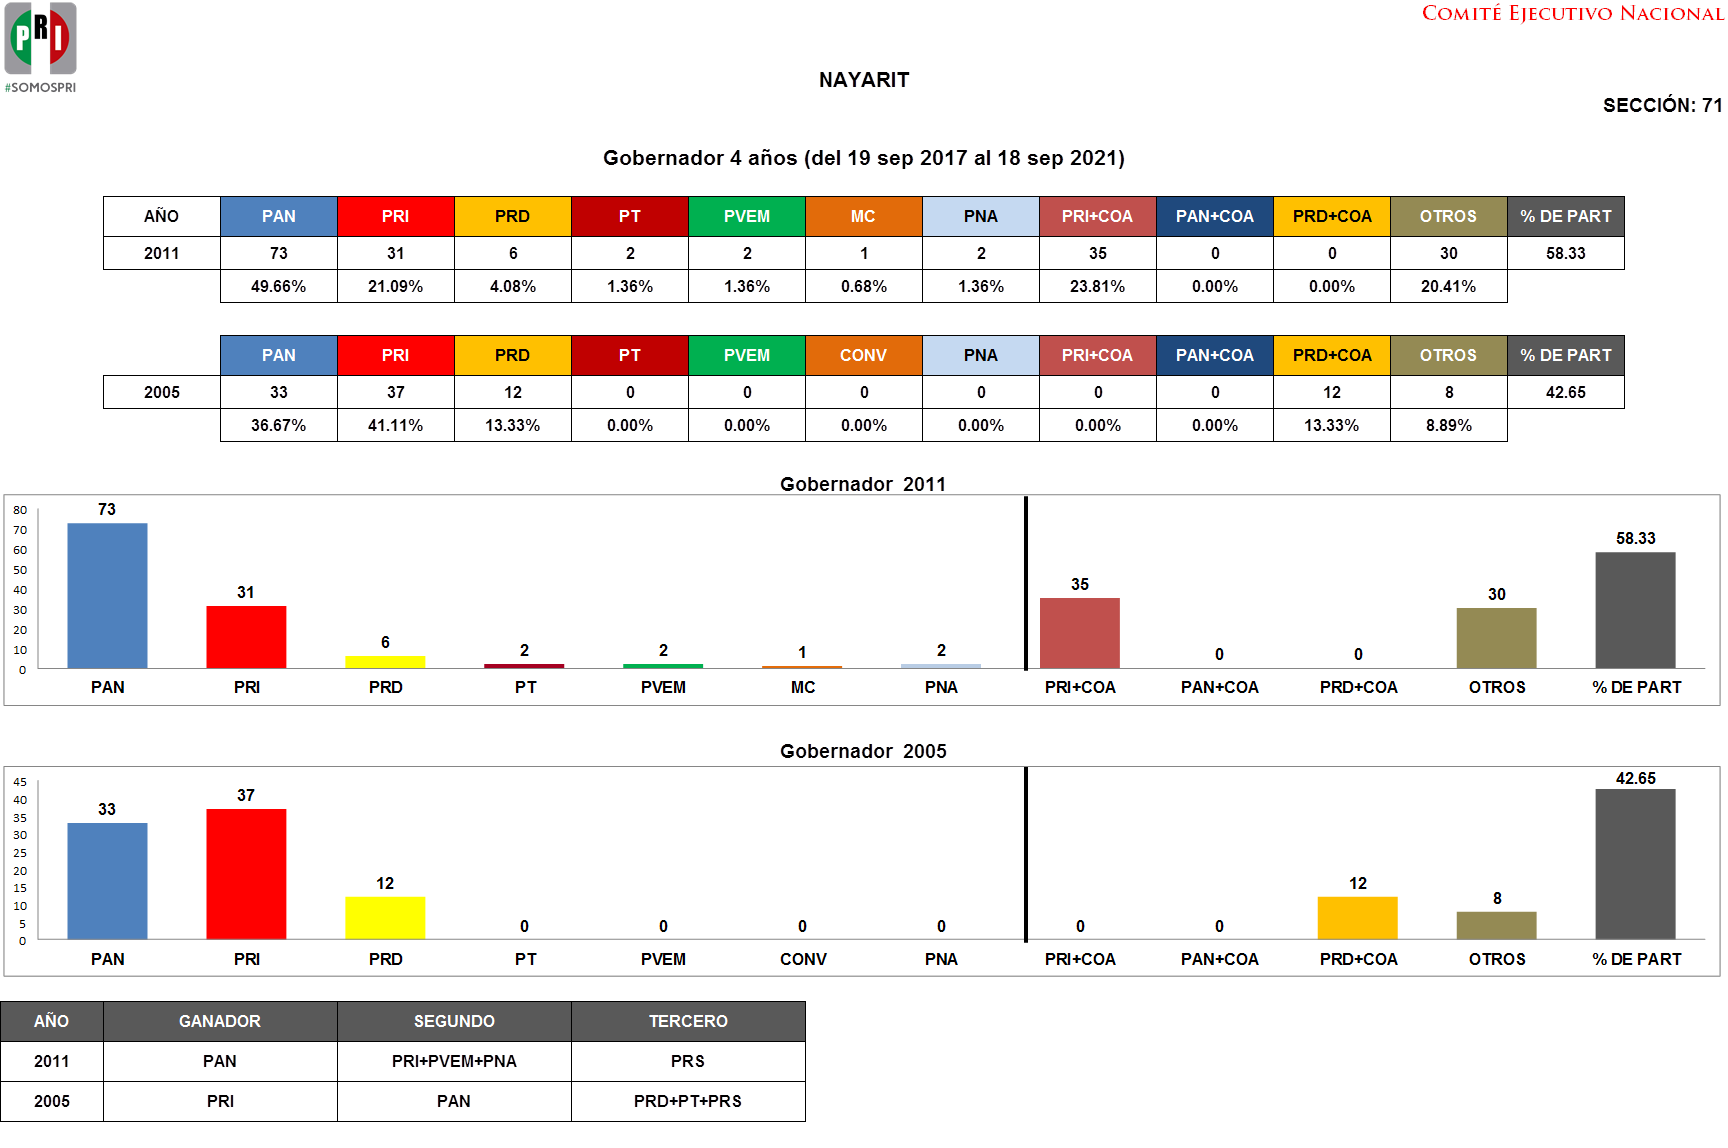 PRI
#SOMOSPRI
COMITÉ EJECUTIVO NACIONAL
NAYARIT
SECCIÓN: 71
Gobernador 4 años (del 19 sep 2017 al 18 sep 2021)
AÑO PAN PRI PRD PT PVEM MC PNA PRI+COA PAN+COA PRD+COA OTROS % DE PART
2011 73 31 6 2 2 1 2 35 0 0 30 58.33
49.66% 21.09% 4.08% 1.36% 1.36% 0.68% 1.36% 23.81% 0.00% 0.00% 20.41%
PAN PRI PRD PT PVEM CONV PNA PRI+COA PAN+COA PRD+COA OTROS % DE PART
2005 33 37 12 0 0 0 0 0 0 12 8 42.65
36.67% 41.11% 13.33% 0.00% 0.00% 0.00% 0.00% 0.00% 0.00% 13.33% 8.89%
Gobernador 2011
80
70
60
50
40
30
20
10
0
73 31 6 2 2 1 2 35 0 0 30 58.33
PAN PRI PRD PT PVEM MC PNA PRI+COA PAN+COA PRD+COA OTROS % DE PART
Gobernador 2005
45
40
35
30
25
20
15
10
5
0
33 37 12 0 0 0 0 0 0 12 8 42.65
PAN PRI PRD PT PVEM CONV PNA PRI+COA PAN+COA PRD+COA OTROS % DE PART
AÑO GANADOR SEGUNDO TERCERO
2011 PAN PRI+PVEM+PNA PRS
2005 PRI PAN PRD+PT+PRS